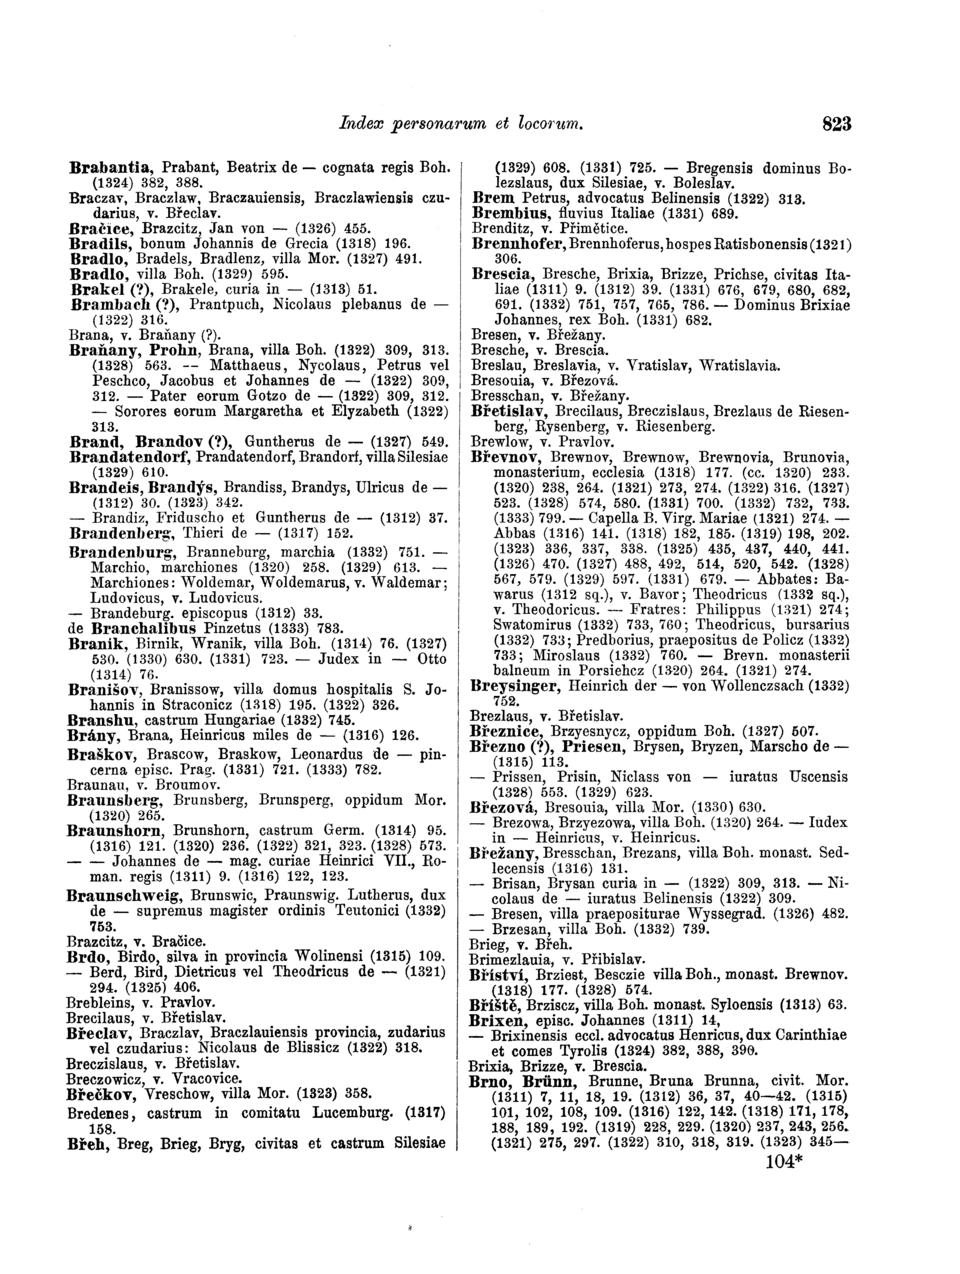 Index personarum et locorum.
823
Brabantia, Prabant, Beatrix de — cognata regis Boh.
(1324) 382, 388.
Braczav, Braczlaw, Braczauiensis, Braczlawiensis czu-
darius, v. Břeclav.
Bračice, Brazcitz, Jan von — (1326) 455.
Bradils, bonum Johannis de Grecia (1318) 196.
Bradlo, Bradels, Bradlenz, villa Mor. (1327) 491.
Bradlo, villa Boh. (1329) 595.
Brakel (?), Brakele, curia in — (1313) 51.
Brambach (?), Prantpuch, Nicolaus plebanus de —
(1322) 316.
Brana, v. Braňany (?).
Braňany, Prohn, Brana, villa Boh. (1322) 309, 313.
(1328) 563. -- Matthaeus, Nycolaus, Petrus vel
Peschco, Jacobus et Johannes de — (1322) 309,
312. — Pater eorum Gotzo de — (1322) 309, 312.
— Sorores eorum Margaretha et Elyzabeth (1322)
313.
Brand, Brandov (?), Guntherus de — (1327) 549.
Brandatendorf, Prandatendorf, Brandorf, villa Silesiae
(1329) 610.
Brandeis, Brandýs, Brandiss, Brandys, Ulricus de —
(1312) 30. (1323) 342.
— Brandiz, Friduscho et Guntherus de — (1312) 37.
Brandenberg, Thieri de — (1317) 152.
Brandenburg, Branneburg, marchia (1332) 751. —
Marchio, marchiones (1320) 258. (1329) 613. —
Marchiones: Woldemar, Woldemarus, v. Waldemar;
Ludovicus, v. Ludovicus.
— Brandeburg. episcopus (1312) 33.
de Branchalibus Pinzetus (1333) 783.
Braník, Birnik, Wranik, villa Boh. (1314) 76. (1327)
530. (1330) 630. (1331) 723. — Judex in — Otto
(1314) 76.
Branišov, Branissow, villa domus hospitalis S. Jo-
hannis in Straconicz (1318) 195. (1322) 326.
Branshu, castrum Hungariae (1332) 745.
Brány, Brana, Heinricus miles de — (1316) 126.
Braškov, Brascow, Braskow, Leonardus de — pin-
cerna episc. Prag. (1331) 721. (1333) 782.
Braunau, v. Broumov.
Braunsberg, Brunsberg, Brunsperg, oppidum Mor.
(1320) 265.
Braunshorn, Brunshorn, castrum Germ. (1314) 95.
(1316) 121. (1320) 236. (1322) 321, 323. (1328) 573.
— — Johannes de — mag. curiae Heinrici VII., Ro-
man. regis (1311) 9. (1316) 122, 123.
Braunschweig, Brunswic, Praunswig. Lutherus, dux
de — supremus magister ordinis Teutonici (1332)
753.
Brazcitz, v. Bračice.
Brdo, Birdo, silva in provincia Wolinensi (1315) 109.
— Berd, Bird, Dietricus vel Theodricus de — (1321)
294. (1325) 406.
Brebleins, v. Pravlov.
Brecilaus, v. Břetislav.
Břeclav, Braczlav, Braczlauiensis provincia, zudarius
vel czudarius: Nicolaus de Blissicz (1322) 318.
Breczislaus, v. Břetislav.
Breczowicz, v. Vracovice.
Břečkov, Vreschow, villa Mor. (1323) 358.
Bredenes, castrum in comitatu Lucemburg. (1317)
158.
Břeh, Breg, Brieg, Bryg, civitas et castrum Silesiae
(1329) 608. (1331) 725. — Bregensis dominus Bo-
lezslaus, dux Silesiae, v. Boleslav.
Brem Petrus, advocatus Belinensis (1322) 313.
Brembius, fluvius Italiae (1331) 689.
Brenditz, v. Přimětice.
Brennhofer, Brennhoferus, hospes Ratisbonensis (1321)
306.
Brescia, Bresche, Brixia, Brizze, Prichse, civitas Ita-
liae (1311) 9. (1312) 39. (1331) 676, 679, 680, 682,
691. (1332) 751, 757, 765, 786. — Dominus Brixiae
Johannes, rex Boh. (1331) 682.
Bresen, v. Břežany.
Bresche, v. Brescia.
Breslau, Breslavia, v. Vratislav, Wratislavia.
Bresouia, v. Březová.
Bresschan, v. Břežany.
Břetislav, Brecilaus, Breczislaus, Brezlaus de Riesen-
berg, Rysenberg, v. Riesenberg.
Brewlow, v. Pravlov.
Břevnov, Brewnov, Brewnow, Brewnovia, Brunovia,
monasterium, ecclesia (1318) 177. (cc. 1320) 233.
(1320) 238, 264. (1321) 273, 274. (1322) 316. (1327)
523. (1328) 574, 580. (1331) 700. (1332) 732, 733.
(1333) 799. — Capella B. Virg. Mariae (1321) 274. —
Abbas (1316) 141. (1318) 182, 185. (1319) 198, 202.
(1323) 336, 337, 338. (1325) 435, 437, 440, 441.
(1326) 470. (1327) 488, 492, 514, 520, 542. (1328)
567, 579. (1329) 597. (1331) 679. — Abbates: Ba-
warus (1312 sq.), v. Bavor; Theodricus (1332 sq.),
v. Theodoricus. — Fratres: Philippus (1321) 274;
Swatomirus (1332) 733, 760; Theodricus, bursarius
(1332) 733; Predborius, praepositus de Policz (1332)
733; Miroslaus (1332) 760. — Brevn. monasterii
balneum in Porsiehcz (1320) 264. (1321) 274.
Breysinger, Heinrich der — von Wollenczsach (1332)
752.
Brezlaus, v. Břetislav.
Březnice, Brzyesnycz, oppidum Boh. (1327) 507.
Březno (?), Priesen, Brysen, Bryzen, Marscho de —
(1315) 113.
— Prissen, Prisin, Niclass von — iuratus Uscensis
(1328) 553. (1329) 623.
Březová, Bresouia, villa Mor. (1330) 630.
— Brezowa, Brzyezowa, villa Boh. (1320) 264. — Iudex
in — Heinricus, v. Heinricus.
Břežany, Bresschan, Brezans, villa Boh. monast. Sed-
lecensis (1316) 131.
— Brisan, Brysan curia in — (1322) 309, 313. — Ni-
colaus de — iuratus Belinensis (1322) 309.
— Bresen, villa praepositurae Wyssegrad. (1326) 482.
— Brzesan, villa Boh. (1332) 739.
Brieg, v. Břeh.
Brimezlauia, v. Přibislav.
Bříství, Brziest, Besczie villa Boh., monast. Brewnov.
(1318) 177. (1328) 574.
Bříště, Brziscz, villa Boh. monast. Syloensis (1313) 63.
Brixen, episc. Johannes (1311) 14,
— Brixinensis eccl. advocatus Henricus, dux Carinthiae
et comes Tyrolis (1324) 382, 388, 390.
Brixia, Brizze, v. Brescia.
Brno, Brünn, Brunne, Bruna Brunna, civit. Mor.
(1311) 7, 11, 18, 19. (1312) 36, 37, 40—42. (1315)
101, 102, 108, 109. (1316) 122, 142. (1318) 171, 178,
188, 189, 192. (1319) 228, 229. (1320) 237, 243, 256.
(1321) 275, 297. (1322) 310, 318, 319. (1323) 345—
104*